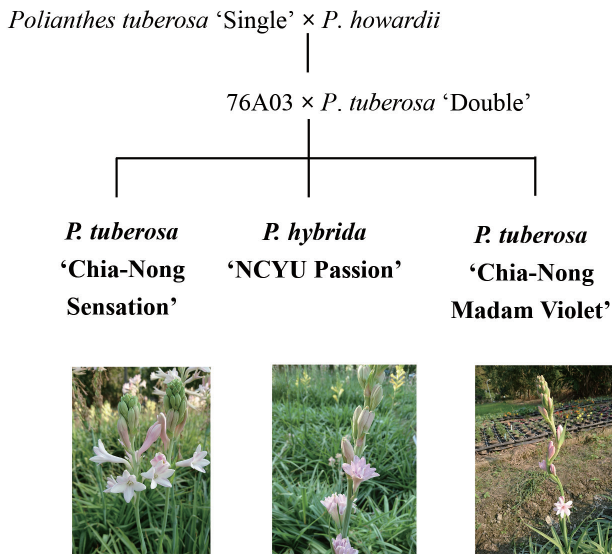 Polianthes tuberosa ‘Single’ × P. howardii
76A03 × P. tuberosa ‘Double’
P. tuberosa
‘Chia-Nong
Sensation’
P. hybrida
‘NCYU Passion’
P. tuberosa
‘Chia-Nong
Madam Violet’